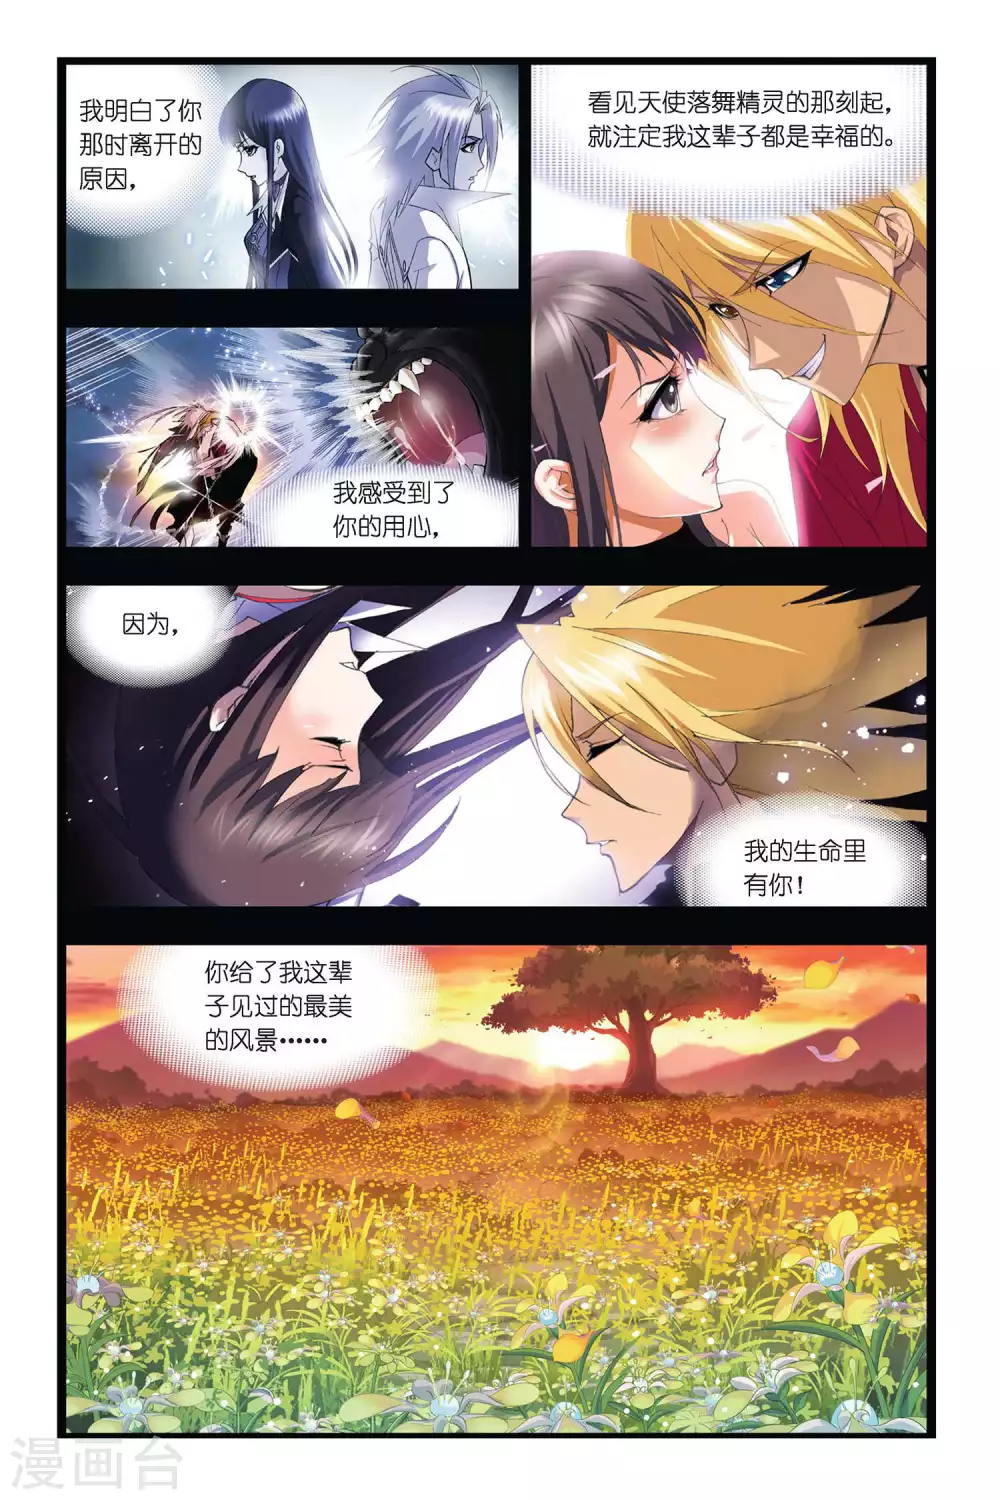 看见天使落舞精灵的那刻起，
就注定我这辈子都是幸福的。
我明白了你
那时离开的
原因，
我感受到了
你的用心，
因为，
我的生命里
有你！
你给了我这辈
子见过的最美
的风景……
漫画台